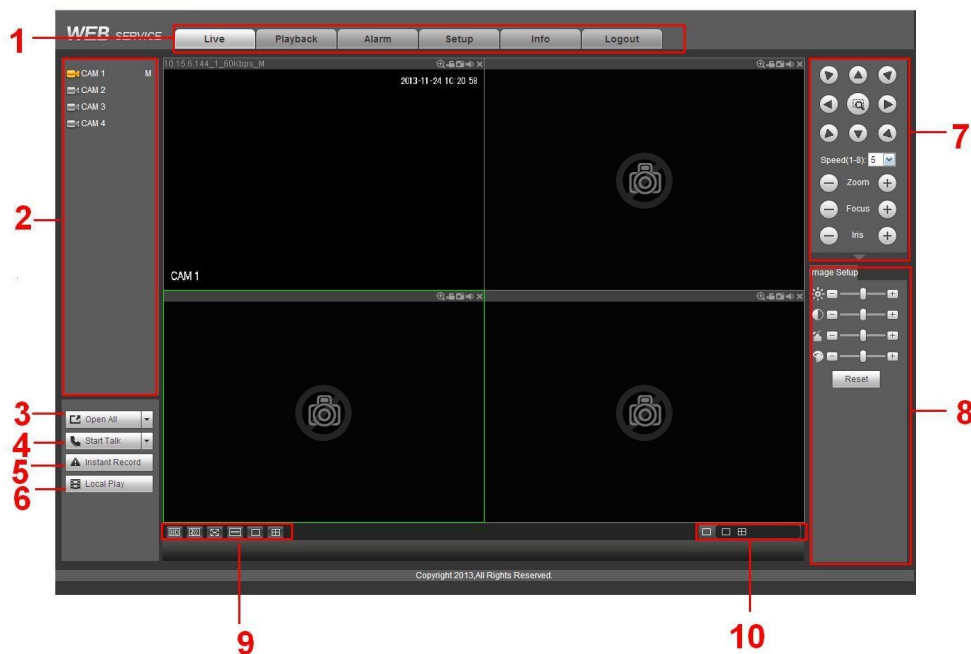 WEB SERVICE
Live Playback Alarm Setup Info Logout
1
CAM 1 M
CAM 2
CAM 3
CAM 4
2
10.15.6.144_1_60Kbps_M
2013-11-24 10:20:58
CAM 1
Speed(1-8): 5
Zoom
Focus
Iris
7
mage Setup
Reset
8
3
Open All
4
Start Talk
5
Instant Record
6
Local Play
9
10
Copyright 2013,All Rights Reserved.